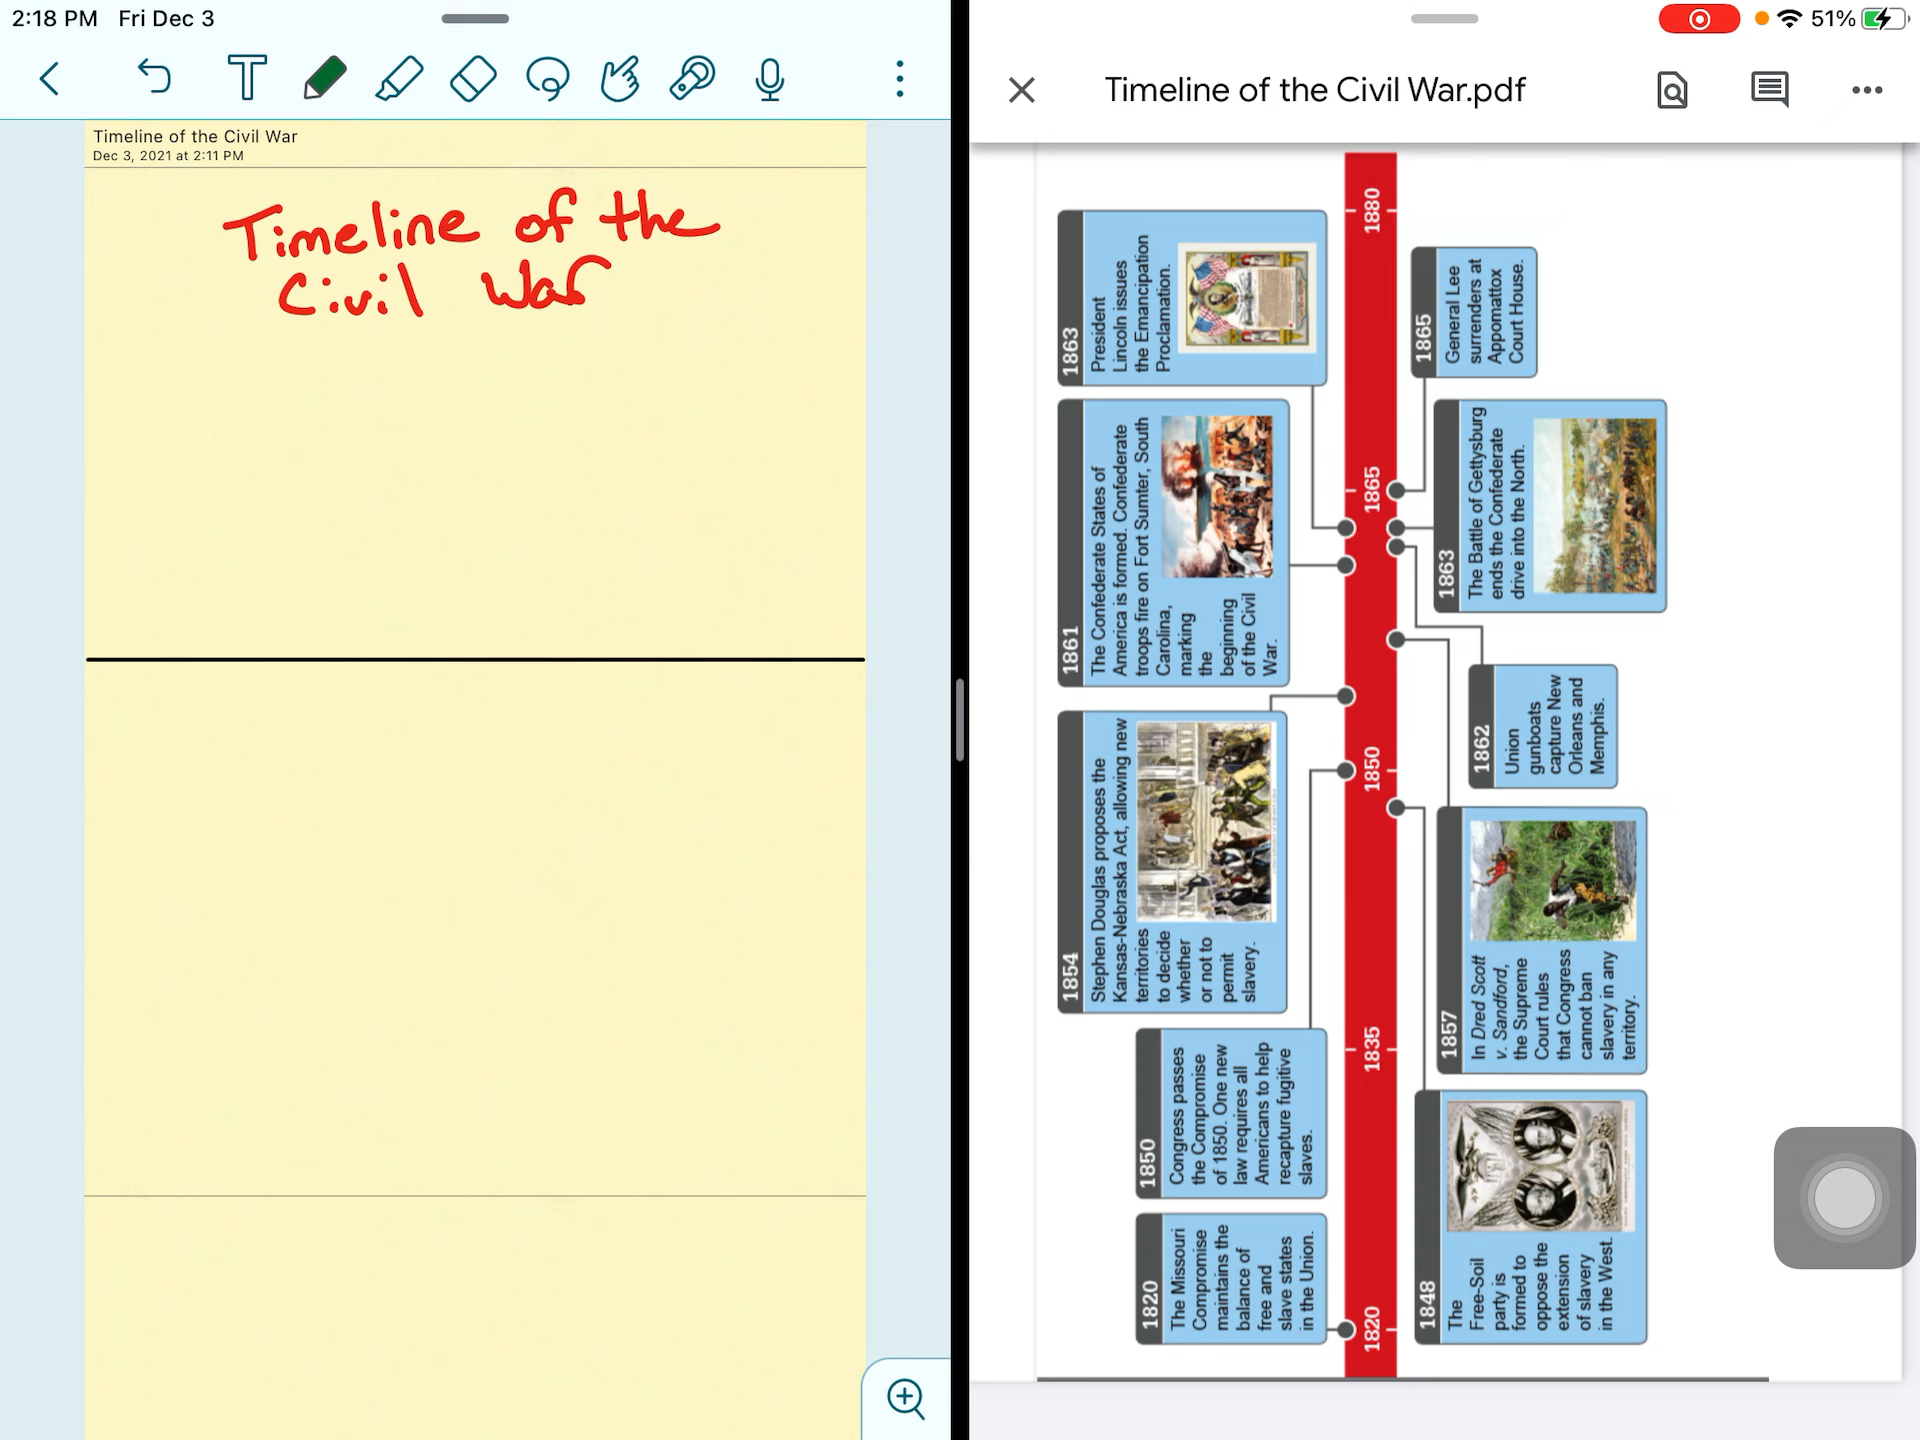 2:18 PM Fri Dec 3
Timeline of the Civil War
Dec 3, 2021 at 2:11 PM
Timeline of the
Civil War
51%
Timeline of the Civil War.pdf
1820
The Missouri
Compromise
maintains the
balance of
free and
slave states
in the Union.
1850
Congress passes
the Compromise
of 1850. One new
law requires all
Americans to help
recapture fugitive
slaves.
1854
Stephen Douglas proposes the
Kansas-Nebraska Act, allowing new
territories
to decide
whether
or not to
permit
slavery.
1861
The Confederate States of
America is formed. Confederate
troops fire on Fort Sumter, South
Carolina,
marking
the
beginning
of the Civil
War.
1863
President
Lincoln issues
the Emancipation
Proclamation.
1820
1835
1850
1865
1880
1848
The
Free-Soil
party is
formed to
oppose the
extension
of slavery
in the West.
1857
In Dred Scott
v. Sandford,
the Supreme
Court rules
that Congress
cannot ban
slavery in any
territory.
1862
Union
gunboats
capture New
Orleans and
Memphis.
1863
The Battle of Gettysburg
ends the Confederate
drive into the North.
1865
General Lee
surrenders at
Appomattox
Court House.